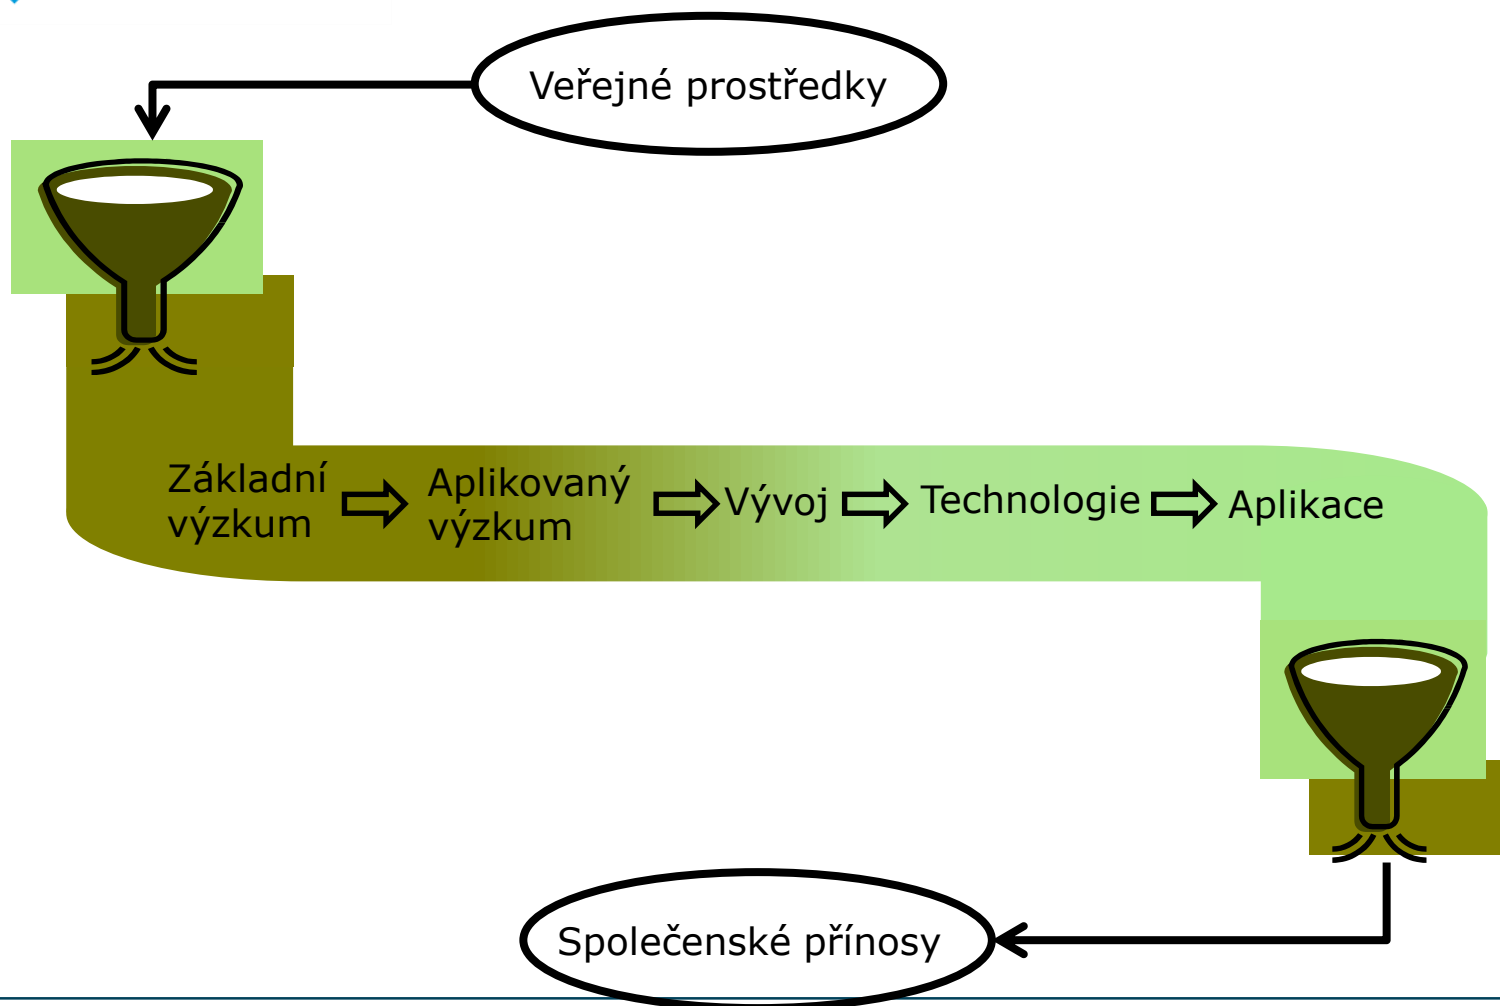 Veřejné prostředky
Základní
výzkum
Aplikovaný
výzkum
Vývoj
Technologie
Aplikace
Společenské přínosy